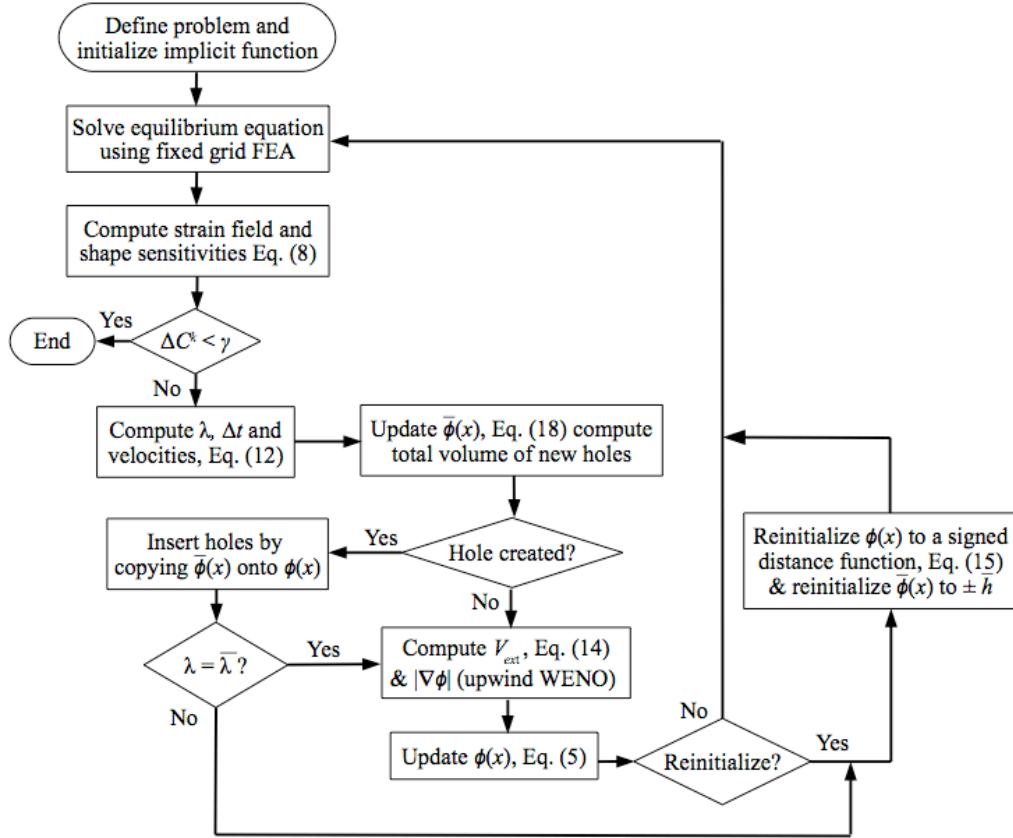 Define problem and
initialize implicit function
Solve equilibrium equation
using fixed grid FEA
Compute strain field and
shape sensitivities Eq. (8)
Yes
End
ΔCᵏ < γ
No
Compute λ, Δt and
velocities, Eq. (12)
Update ϕ̅(x), Eq. (18) compute
total volume of new holes
Insert holes by
copying ϕ̅(x) onto ϕ(x)
Yes
Hole created?
No
Reinitialize ϕ(x) to a signed
distance function, Eq. (15)
& reinitialize ϕ̅(x) to ± h̅
λ = λ̅ ?
Yes
No
Compute V_ext, Eq. (14)
& |∇ϕ| (upwind WENO)
Update ϕ(x), Eq. (5)
No
Reinitialize?
Yes